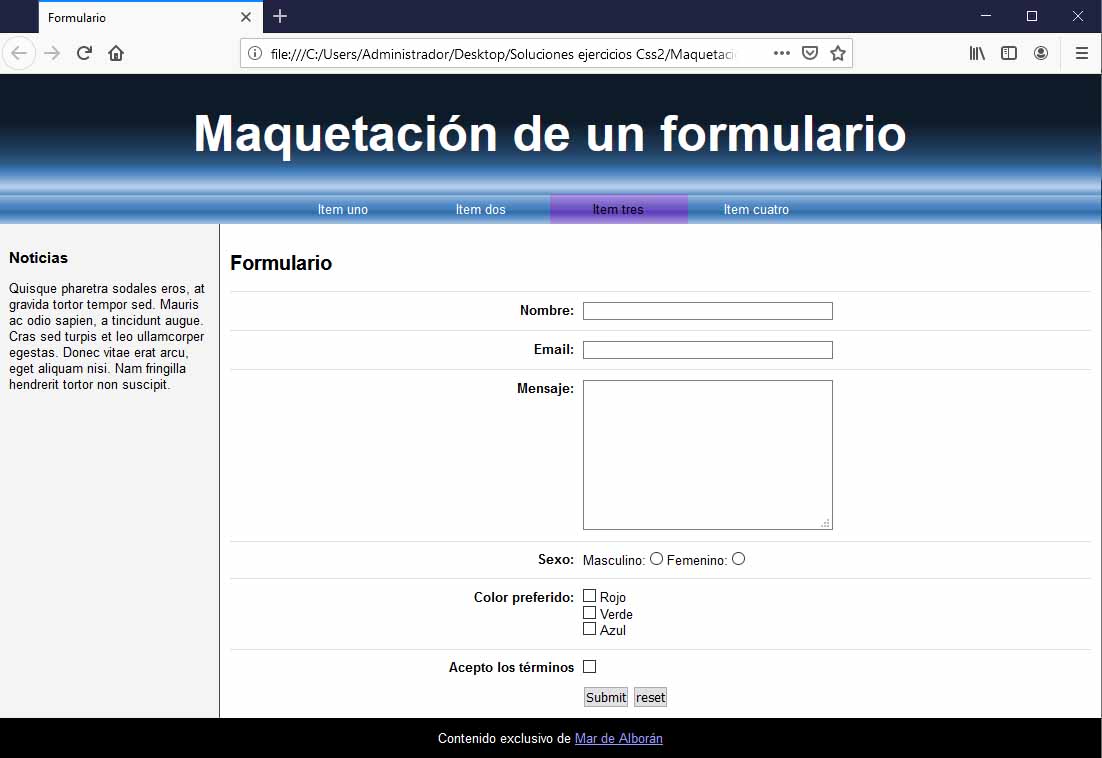 Formulario
file:///C:/Users/Administrador/Desktop/Soluciones ejercicios Css2/Maquetaci
Maquetación de un formulario
Item uno Item dos Item tres Item cuatro
Noticias
Quisque pharetra sodales eros, at
gravida tortor tempor sed. Mauris
ac odio sapien, a tincidunt augue.
Cras sed turpis et leo ullamcorper
egestas. Donec vitae erat arcu,
eget aliquam nisi. Nam fringilla
hendrerit tortor non suscipit.
Formulario
Nombre:
Email:
Mensaje:
Sexo: Masculino: Femenino:
Color preferido: Rojo
Verde
Azul
Acepto los términos
Submit reset
Contenido exclusivo de Mar de Alborán